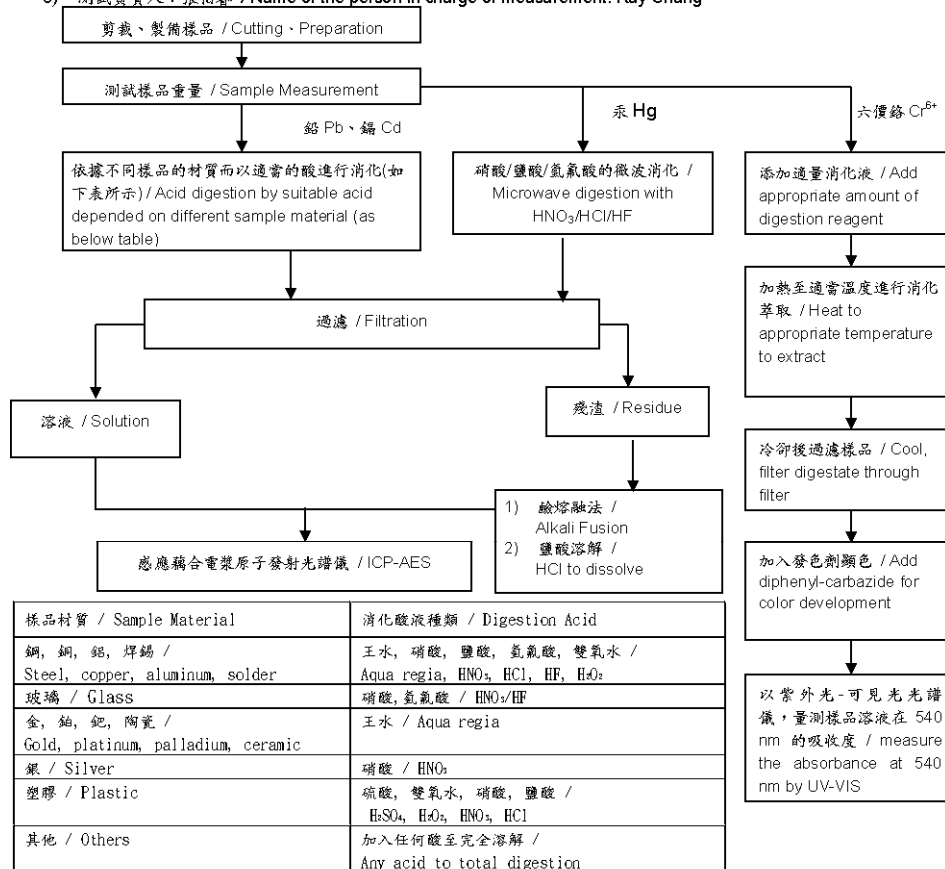 Name of the person in charge of measurement: Ray Chang
剪裁、製備樣品 / Cutting、Preparation
測試樣品重量 / Sample Measurement
鉛 Pb、鎘 Cd
汞 Hg
六價鉻 Cr6+
依據不同樣品的材質而以適當的酸進行消化(如
下表所示) / Acid digestion by suitable acid
depended on different sample material (as
below table)
硝酸/鹽酸/氫氟酸的微波消化 /
Microwave digestion with
HNO3/HCl/HF
添加適量消化液 / Add
appropriate amount of
digestion reagent
加熱至適當溫度進行消化
萃取 / Heat to
appropriate temperature
to extract
過濾 / Filtration
溶液 / Solution
殘渣 / Residue
冷卻後過濾樣品 / Cool,
filter digestate through
filter
1) 鹼熔融法 /
Alkali Fusion
2) 鹽酸溶解 /
HCl to dissolve
感應藕合電漿原子發射光譜儀 / ICP-AES
加入發色劑顯色 / Add
diphenyl-carbazide for
color development
以紫外光-可見光光譜
儀，量測樣品溶液在 540
nm 的吸收度 / measure
the absorbance at 540
nm by UV-VIS
樣品材質 / Sample Material
消化酸液種類 / Digestion Acid
鋼, 銅, 鋁, 焊錫 /
Steel, copper, aluminum, solder
王水, 硝酸, 鹽酸, 氫氟酸, 雙氧水 /
Aqua regia, HNO3, HCl, HF, H2O2
玻璃 / Glass
硝酸,氫氟酸 / HNO3/HF
金, 鉑, 鈀, 陶瓷 /
Gold, platinum, palladium, ceramic
王水 / Aqua regia
銀 / Silver
硝酸 / HNO3
塑膠 / Plastic
硫酸, 雙氧水, 硝酸, 鹽酸 /
H2SO4, H2O2, HNO3, HCl
其他 / Others
加入任何酸至完全溶解 /
Any acid to total digestion